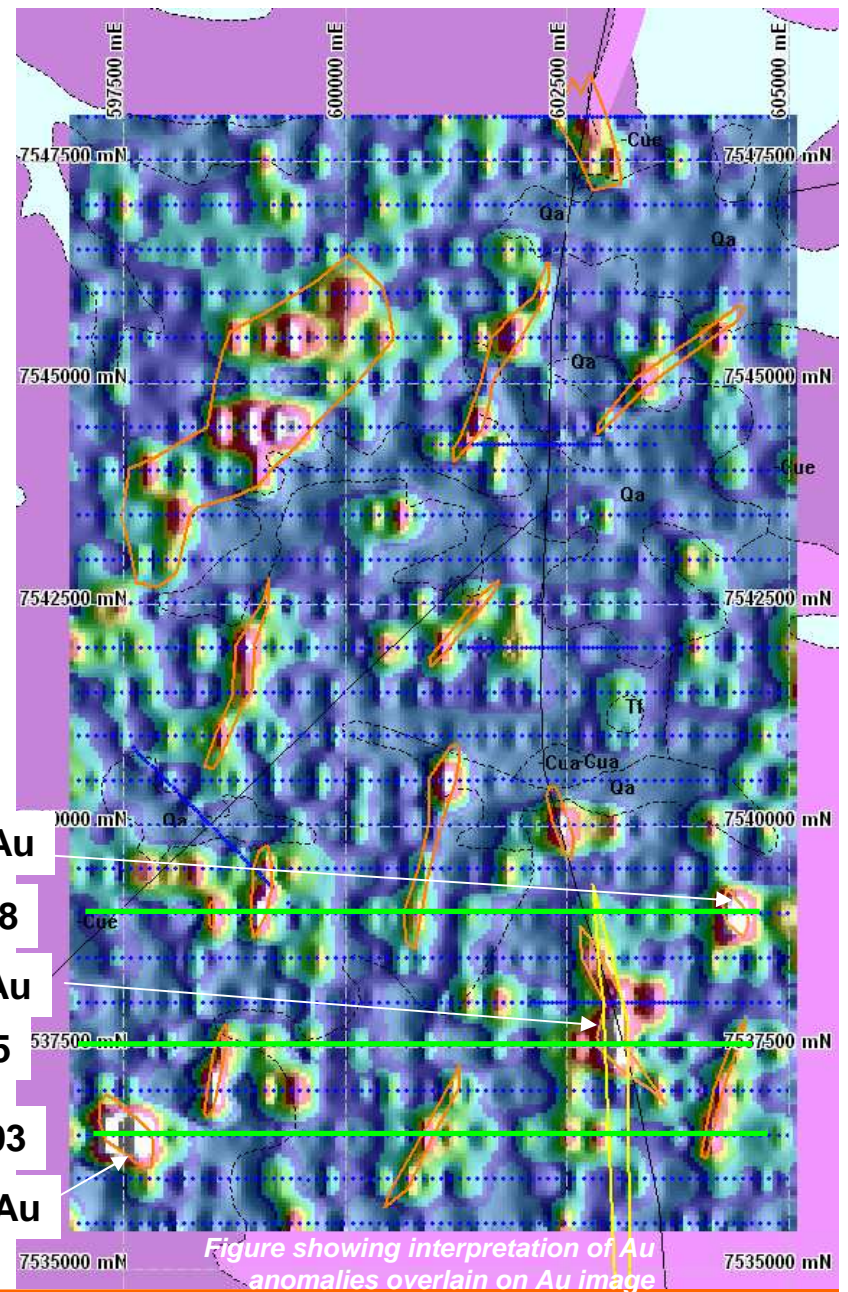 597500 mE
600000 mE
602500 mE
605000 mE
7547500 mN
-Cue
7547500 mN
Qa
Qa
7545000 mN
Qa
7545000 mN
-Cue
Qa
7542500 mN
7542500 mN
Tf
Cua-Cua
Qa
0000 mN
Qa
7540000 mN
Au
8
-Cue
Au
537500 mN
7537500 mN
5
03
Au
7535000 mN
Figure showing interpretation of Au
anomalies overlain on Au image
7535000 mN